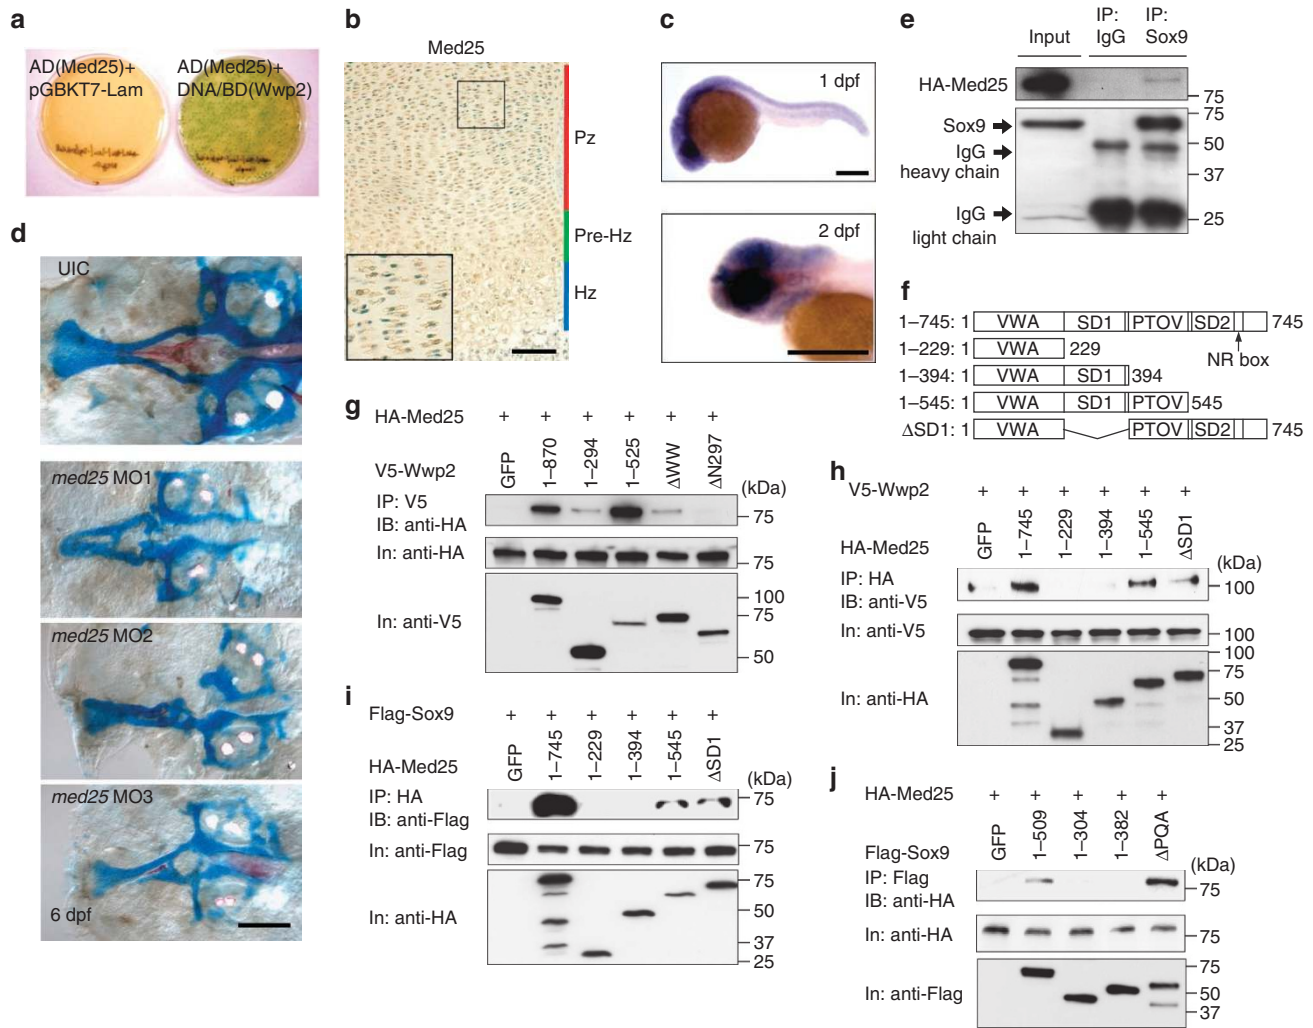 a
AD(Med25)+
pGBKT7-Lam
AD(Med25)+
DNA/BD(Wwp2)
b
Med25
Pz
Pre-Hz
Hz
c
1 dpf
2 dpf
d
UIC
med25 MO1
med25 MO2
med25 MO3
6 dpf
e
Input
IP:
IgG
IP:
Sox9
HA-Med25
75
Sox9
50
IgG
heavy chain
37
IgG
light chain
25
f
1–745: 1 VWA SD1 PTOV SD2 745
NR box
1–229: 1 VWA 229
1–394: 1 VWA SD1 394
1–545: 1 VWA SD1 PTOV 545
ΔSD1: 1 VWA PTOV SD2 745
g
HA-Med25 + + + + + +
V5-Wwp2 GFP 1–870 1–294 1–525 ΔWW ΔN297
(kDa)
IP: V5
IB: anti-HA
75
In: anti-HA
75
In: anti-V5
100
75
50
h
V5-Wwp2 + + + + + +
HA-Med25 GFP 1–745 1–229 1–394 1–545 ΔSD1
(kDa)
IP: HA
IB: anti-V5
100
In: anti-V5
100
In: anti-HA
100
75
50
37
25
i
Flag-Sox9 + + + + + +
HA-Med25 GFP 1–745 1–229 1–394 1–545 ΔSD1
(kDa)
IP: HA
IB: anti-Flag
75
In: anti-Flag
75
In: anti-HA
75
50
37
25
j
HA-Med25 + + + + +
Flag-Sox9 GFP 1–509 1–304 1–382 ΔPQA
(kDa)
IP: Flag
IB: anti-HA
75
In: anti-HA
75
In: anti-Flag
75
50
37